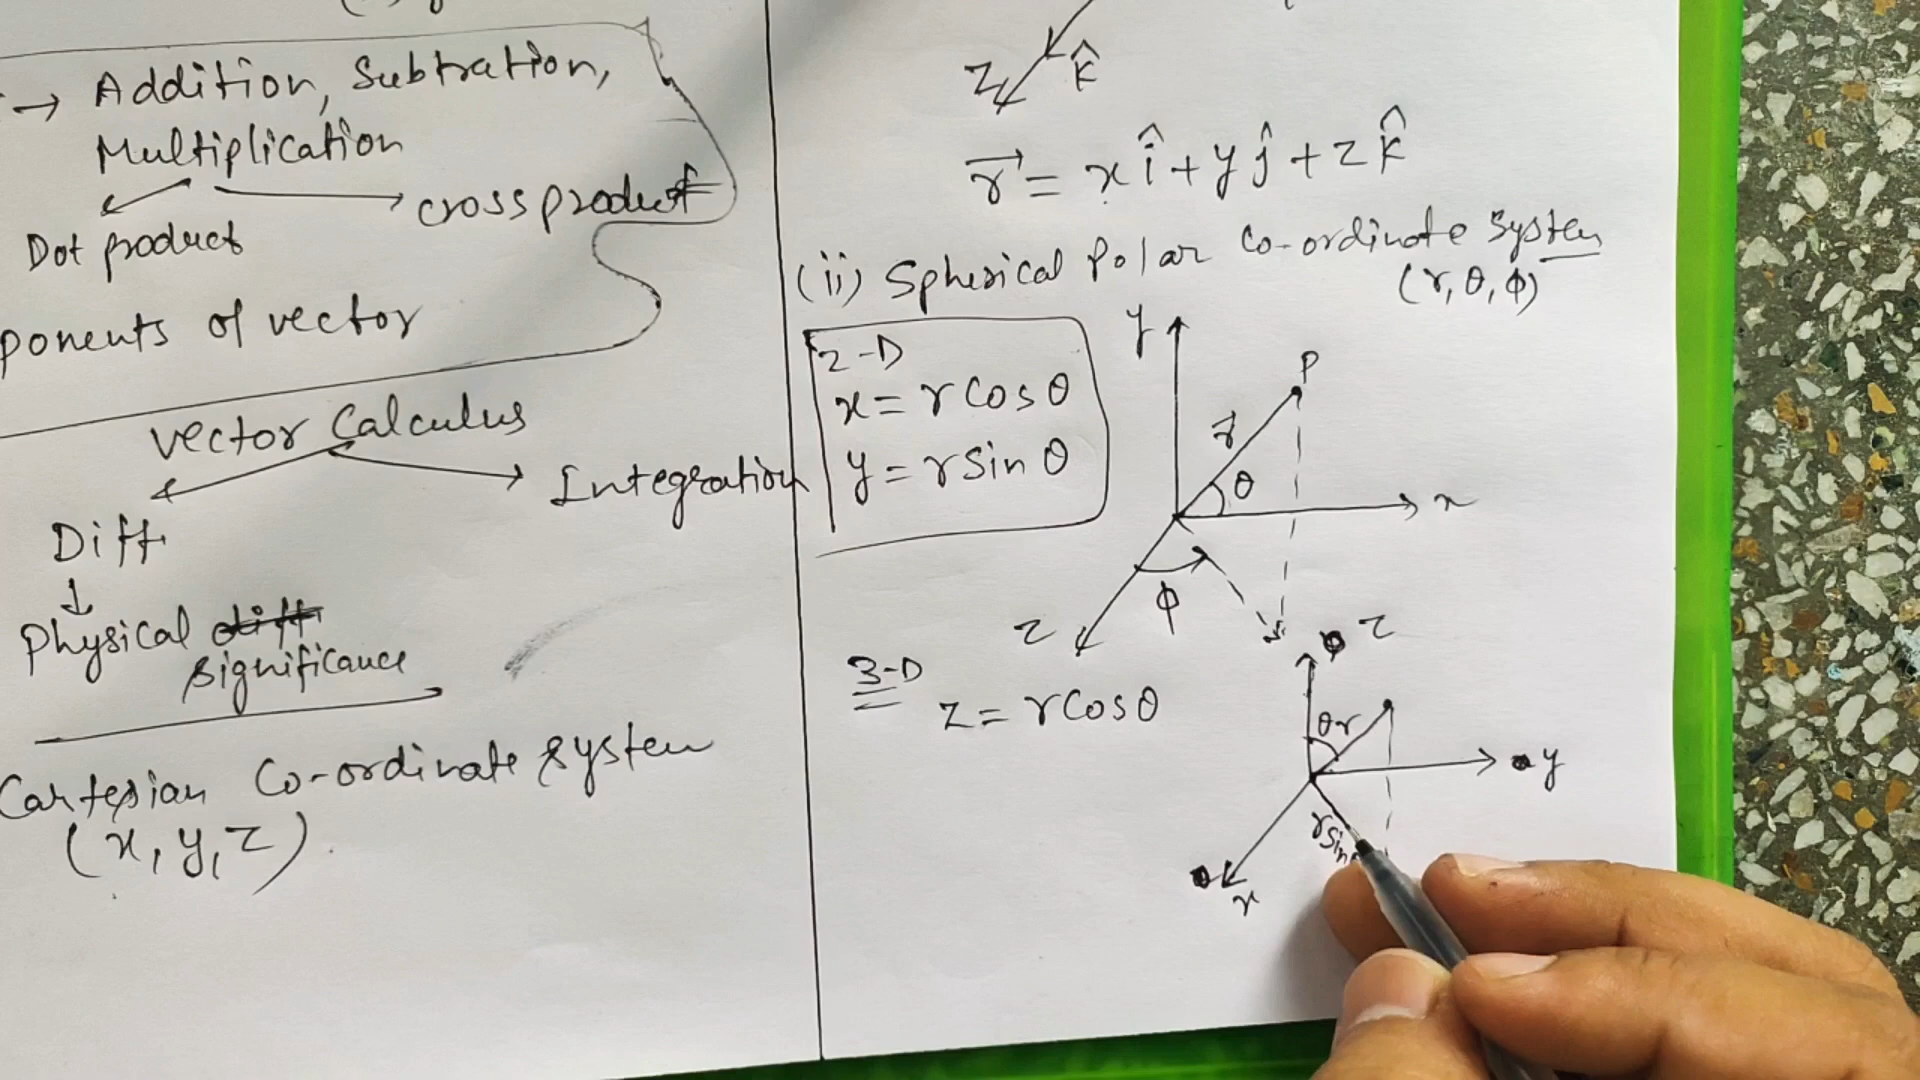 → Addition, Subtration,
Multiplication
Dot product
cross product
ponents of vector
Vector Calculus
Diff.
Integration
Physical
significance
Cartesian Co-ordinate system
(x, y, z)
Z
k̂
r⃗ = x î + y ĵ + z k̂
(ii) Spherical Polar Co-ordinate System
(r, θ, φ)
2-D
x = r Cos θ
y = r Sin θ
y
P
r⃗
θ
x
φ
z
3-D
z = r Cos θ
z
θ r
y
r Sin
x